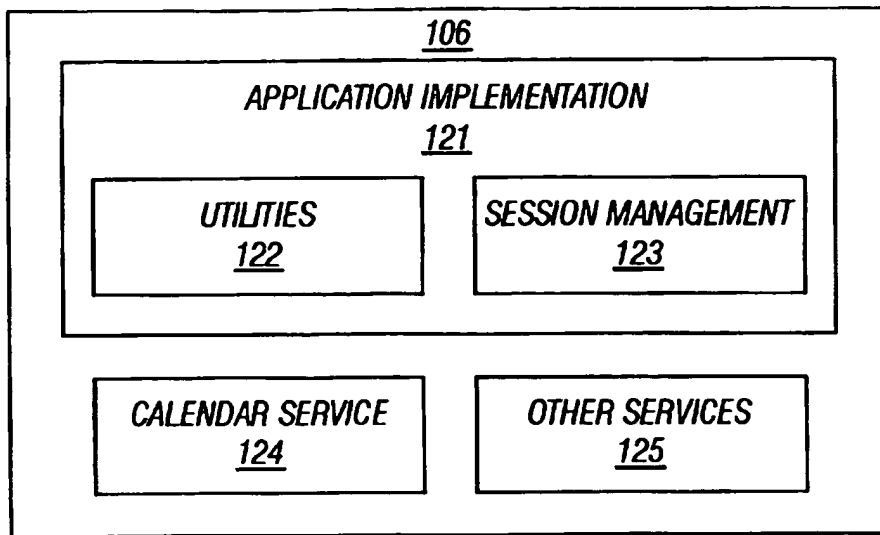 106
APPLICATION IMPLEMENTATION
121
UTILITIES
122
SESSION MANAGEMENT
123
CALENDAR SERVICE
124
OTHER SERVICES
125